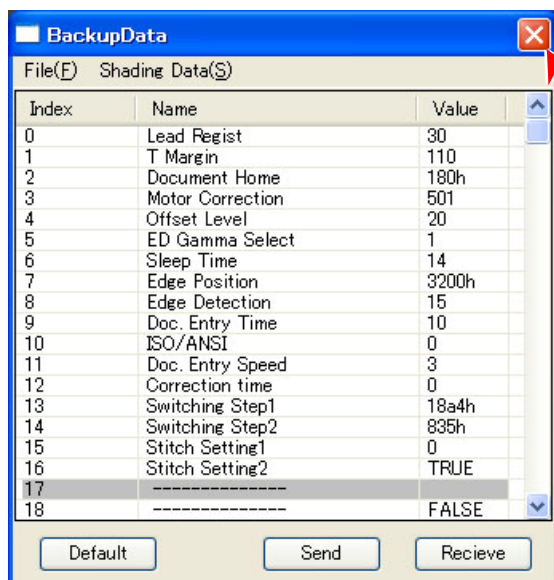 BackupData
File(F) Shading Data(S)
Index Name Value
0 Lead Regist 30
1 T Margin 110
2 Document Home 180h
3 Motor Correction 501
4 Offset Level 20
5 ED Gamma Select 1
6 Sleep Time 14
7 Edge Position 3200h
8 Edge Detection 15
9 Doc. Entry Time 10
10 ISO/ANSI 0
11 Doc. Entry Speed 3
12 Correction time 0
13 Switching Step1 18a4h
14 Switching Step2 835h
15 Stitch Setting1 0
16 Stitch Setting2 TRUE
17 --------------
18 -------------- FALSE
Default Send Recieve